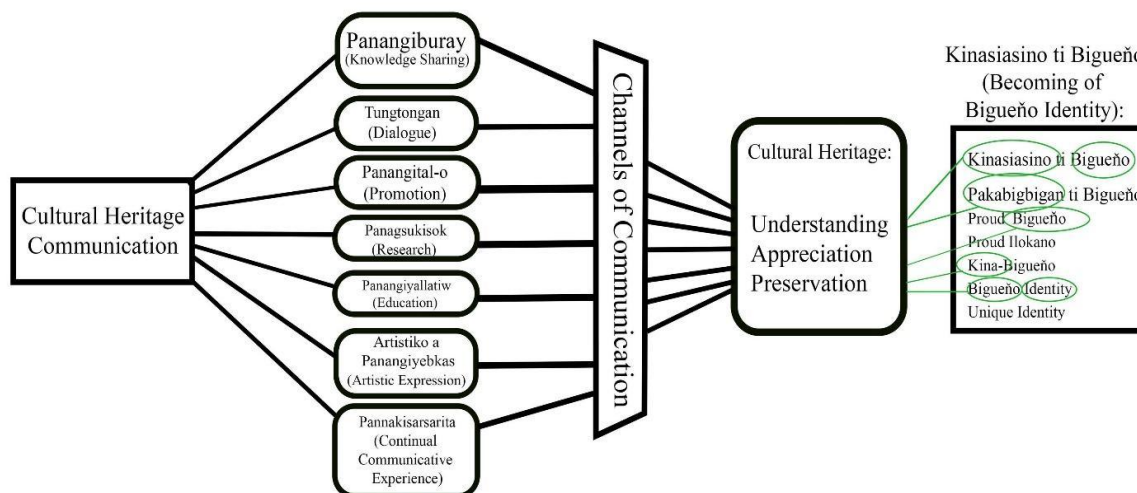 Cultural Heritage
Communication
Panangiburay
(Knowledge Sharing)
Tungtongan
(Dialogue)
Panangital-o
(Promotion)
Panagsukisok
(Research)
Panangiyallatiw
(Education)
Artistiko a
Panangiyebkas
(Artistic Expression)
Pannakisarsarita
(Continual
Communicative
Experience)
Channels of Communication
Cultural Heritage:
Understanding
Appreciation
Preservation
Kinasiasino ti Bigueño
(Becoming of
Bigueño Identity):
Kinasiasino ti Bigueño
Pakabigbigan ti Bigueño
Proud Bigueño
Proud Ilokano
Kina-Bigueño
Bigueño Identity
Unique Identity